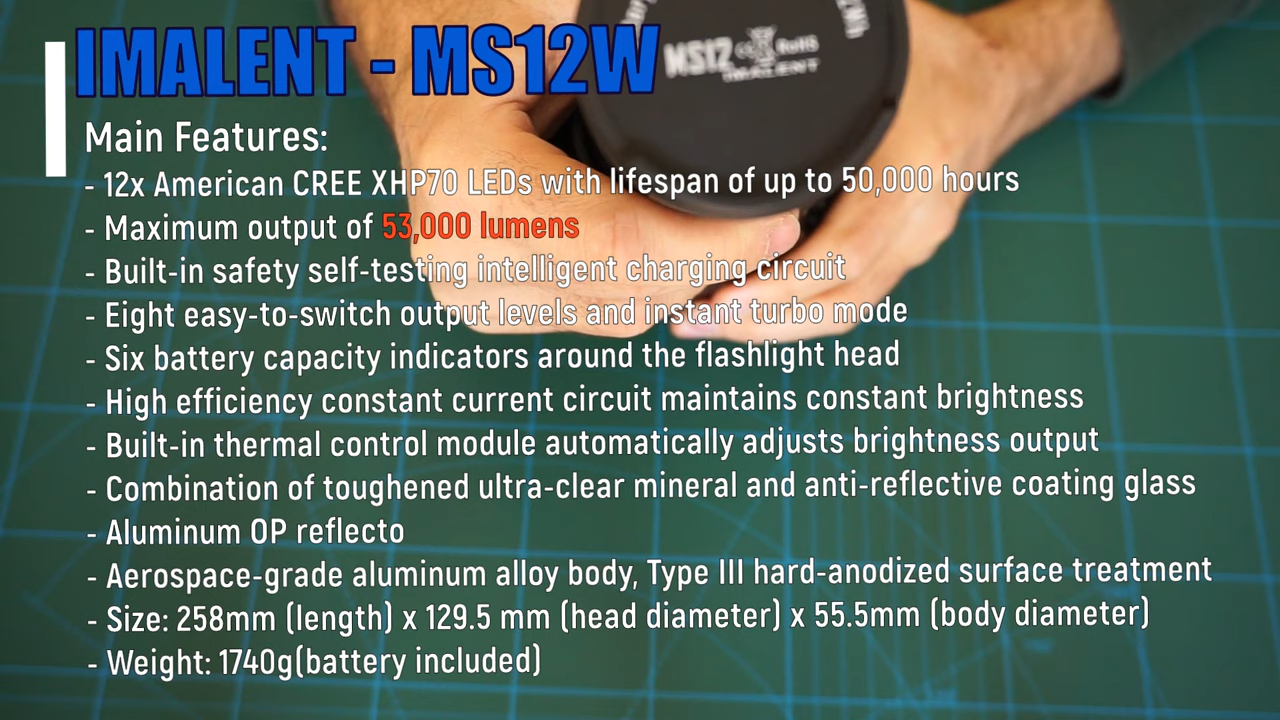 IMALENT - MS12W
MS12 CE RoHS
IMALENT
Main Features:
- 12x American CREE XHP70 LEDs with lifespan of up to 50,000 hours
- Maximum output of 53,000 lumens
- Built-in safety self-testing intelligent charging circuit
- Eight easy-to-switch output levels and instant turbo mode
- Six battery capacity indicators around the flashlight head
- High efficiency constant current circuit maintains constant brightness
- Built-in thermal control module automatically adjusts brightness output
- Combination of toughened ultra-clear mineral and anti-reflective coating glass
- Aluminum OP reflecto
- Aerospace-grade aluminum alloy body, Type III hard-anodized surface treatment
- Size: 258mm (length) x 129.5 mm (head diameter) x 55.5mm (body diameter)
- Weight: 1740g(battery included)